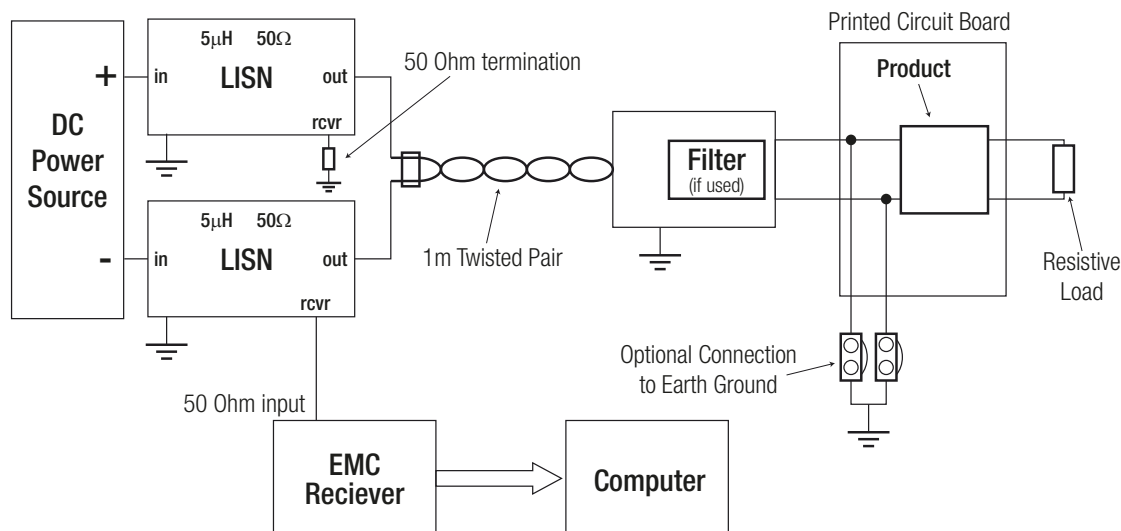 Printed Circuit Board
5µH 50Ω
LISN
in
out
rcvr
50 Ohm termination
Product
+
DC
Power
Source
-
Filter
(if used)
5µH 50Ω
LISN
in
out
rcvr
1m Twisted Pair
Resistive
Load
Optional Connection
to Earth Ground
50 Ohm input
EMC
Reciever
Computer